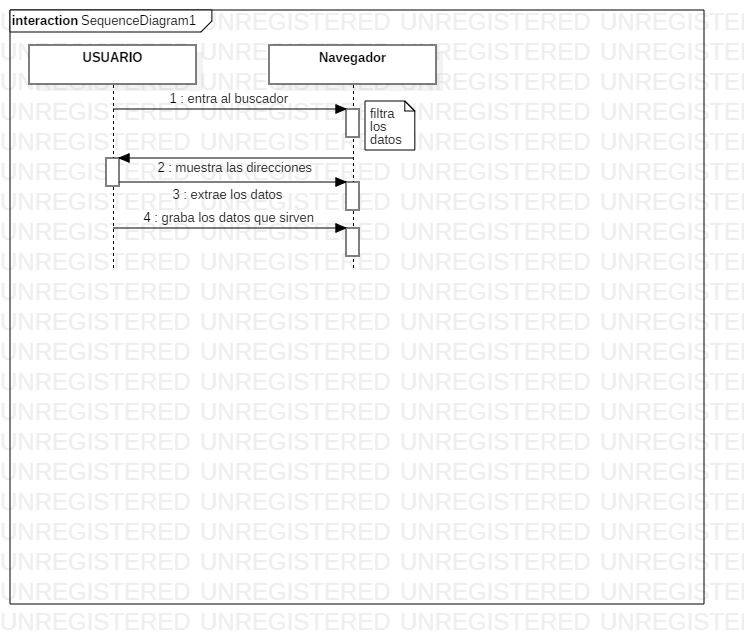 interaction SequenceDiagram1
USUARIO
Navegador
1 : entra al buscador
filtra
los
datos
2 : muestra las direcciones
3 : extrae los datos
4 : graba los datos que sirven
UNREGISTERED UNREGISTERED UNREGISTERED UNREGISTERED